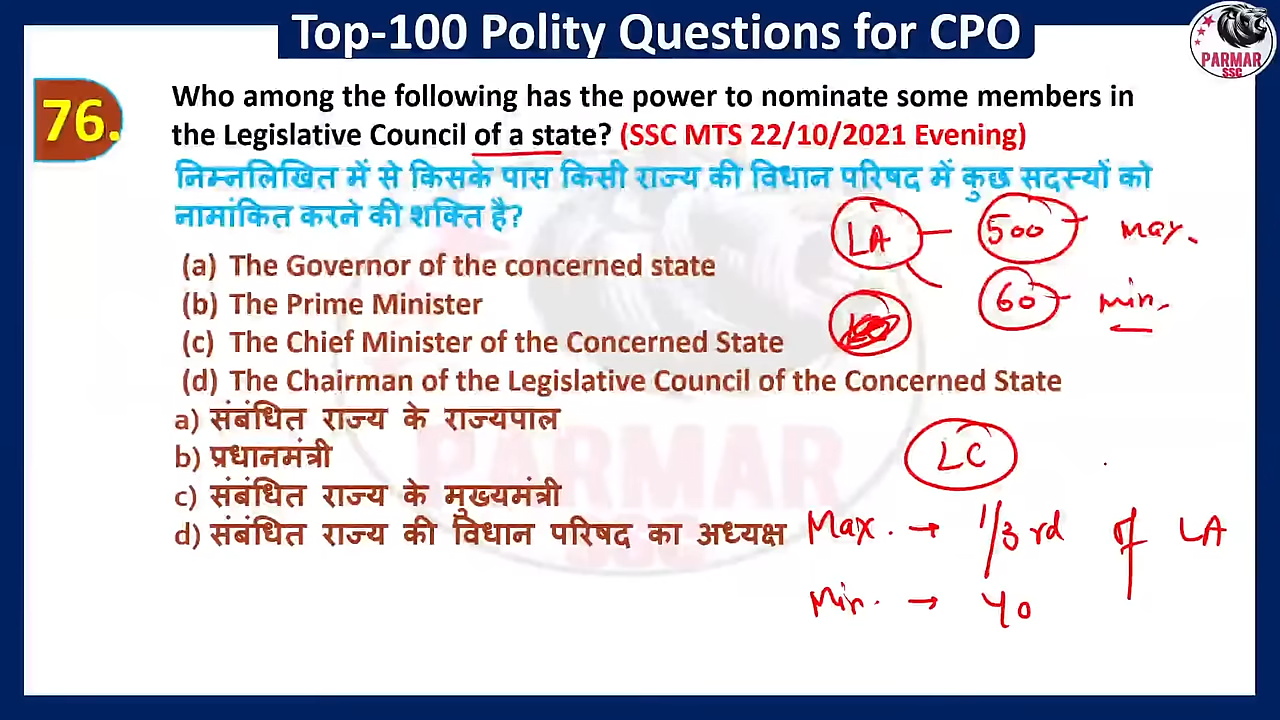 Top-100 Polity Questions for CPO
PARMAR
SSC
76.
Who among the following has the power to nominate some members in
the Legislative Council of a state? (SSC MTS 22/10/2021 Evening)
निम्नलिखित में से किसके पास किसी राज्य की विधान परिषद में कुछ सदस्यों को
नामांकित करने की शक्ति है?
LA 500 max.
60 min.
(a) The Governor of the concerned state
(b) The Prime Minister
(c) The Chief Minister of the Concerned State
(d) The Chairman of the Legislative Council of the Concerned State
a) संबंधित राज्य के राज्यपाल
b) प्रधानमंत्री
c) संबंधित राज्य के मुख्यमंत्री
d) संबंधित राज्य की विधान परिषद का अध्यक्ष
LC
Max. → 1/3 rd of LA
Min. → 40
PARMAR
SSC